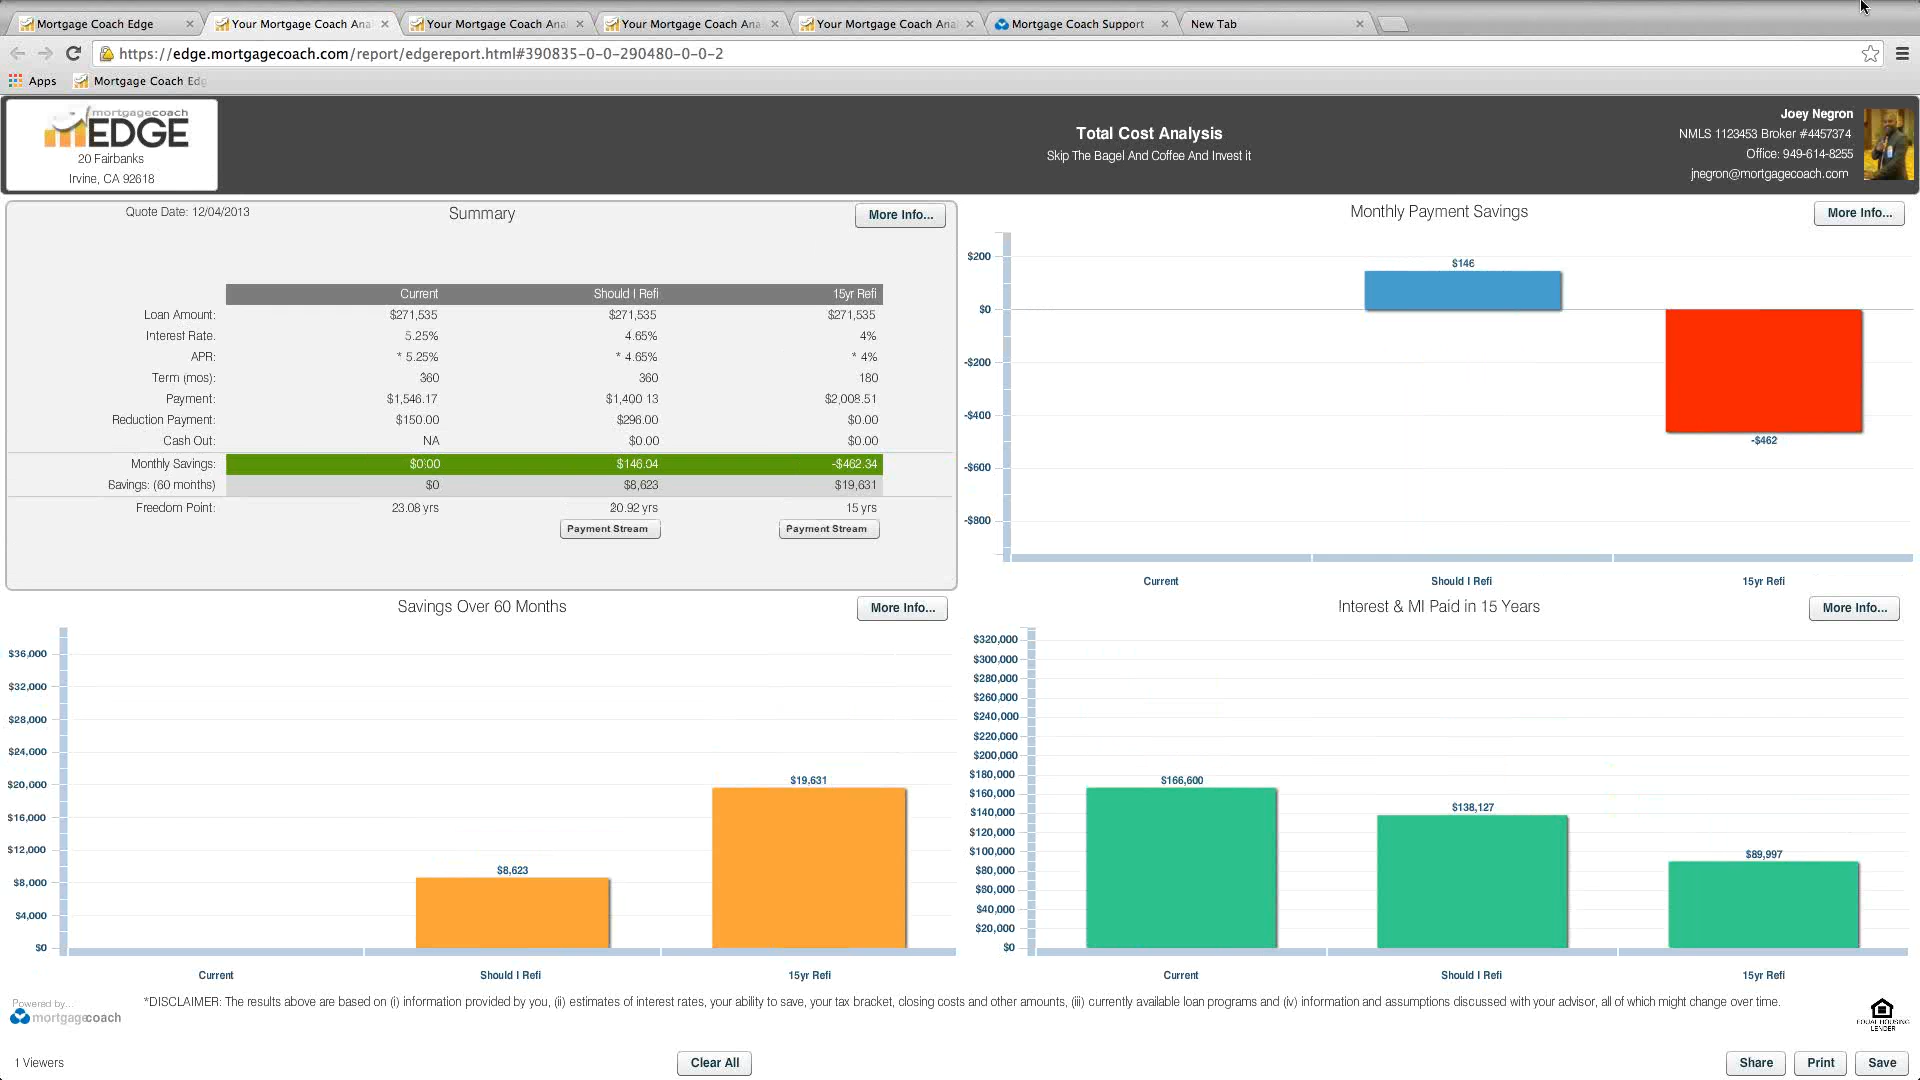 Mortgage Coach Edge
Your Mortgage Coach Ana
Your Mortgage Coach Ana
Your Mortgage Coach Ana
Your Mortgage Coach Ana
Mortgage Coach Support
New Tab
https://edge.mortgagecoach.com/report/edgereport.html#390835-0-0-290480-0-0-2
Apps
Mortgage Coach Edg
mortgagecoach
EDGE
20 Fairbanks
Irvine, CA 92618
Total Cost Analysis
Skip The Bagel And Coffee And Invest it
Joey Negron
NMLS 1123453 Broker #4457374
Office: 949-614-8255
jnegron@mortgagecoach.com
Quote Date: 12/04/2013
Summary
More Info...
Current Should I Refi 15yr Refi
Loan Amount: $271,535 $271,535 $271,535
Interest Rate. 5.25% 4.65% 4%
APR: * 5.25% * 4.65% * 4%
Term (mos): 360 360 180
Payment: $1,546.17 $1,400 13 $2,008.51
Reduction Payment: $150.00 $296.00 $0.00
Cash Out: NA $0.00 $0.00
Monthly Savings: $0.00 $146.04 -$462.34
Savings: (60 months) $0 $8,623 $19,631
Freedom Point: 23.08 yrs 20.92 yrs 15 yrs
Payment Stream Payment Stream
Monthly Payment Savings
More Info...
$200
$0
-$200
-$400
-$600
-$800
$146
-$462
Current Should I Refi 15yr Refi
Savings Over 60 Months
More Info...
$36,000
$32,000
$28,000
$24,000
$20,000
$16,000
$12,000
$8,000
$4,000
$0
$8,623
$19,631
Current Should I Refi 15yr Refi
Interest & MI Paid in 15 Years
More Info...
$320,000
$300,000
$280,000
$260,000
$240,000
$220,000
$200,000
$180,000
$160,000
$140,000
$120,000
$100,000
$80,000
$80,000
$40,000
$20,000
$0
$166,600
$138,127
$89,997
Current Should I Refi 15yr Refi
Powered by...
mortgagecoach
*DISCLAIMER: The results above are based on (i) information provided by you, (ii) estimates of interest rates, your ability to save, your tax bracket, closing costs and other amounts, (iii) currently available loan programs and (iv) information and assumptions discussed with your advisor, all of which might change over time.
EQUAL HOUSING
LENDER
1 Viewers
Clear All
Share
Print
Save